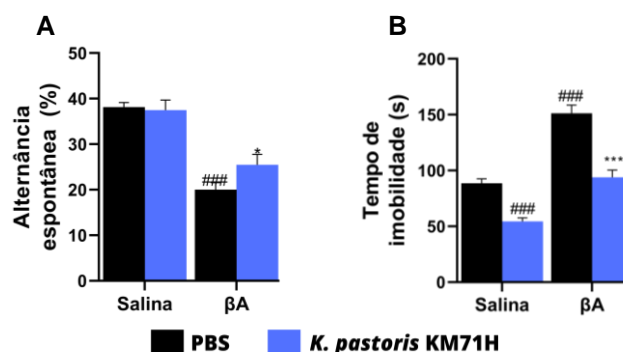 A
Alternância
espontânea (%)
50
40
30
20
10
0
###
*
Salina
βA
B
Tempo de
imobilidade (s)
200
150
100
50
0
###
###
***
Salina
βA
PBS
K. pastoris KM71H